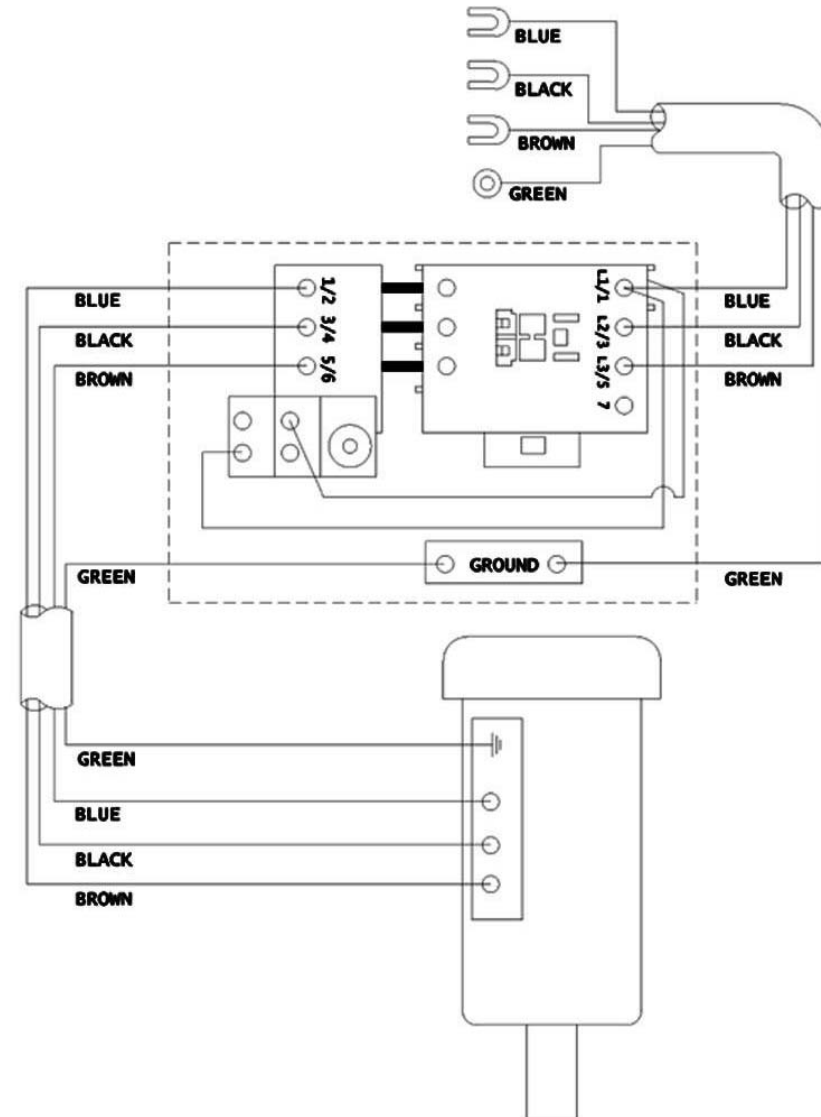 BLUE
BLACK
BROWN
GREEN
1/2
3/4
5/6
L1/1
L2/3
L3/5
7
BLUE
BLACK
BROWN
BLUE
BLACK
BROWN
GREEN
GROUND
GREEN
GREEN
BLUE
BLACK
BROWN